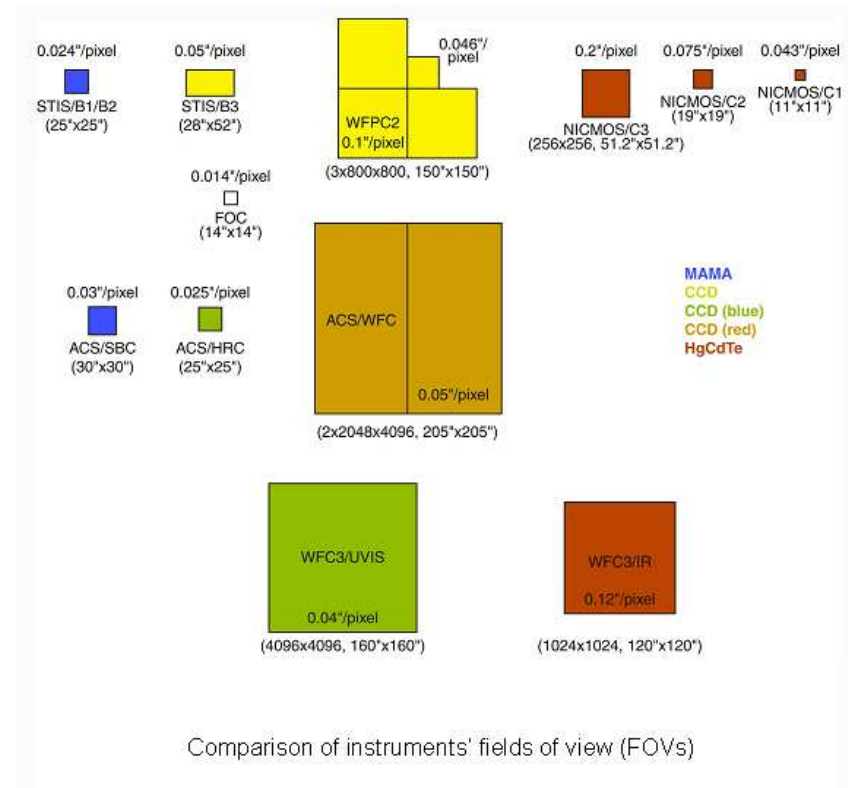 0.024"/pixel
STIS/B1/B2
(25"x25")
0.05"/pixel
STIS/B3
(28"x52")
0.046"/
pixel
WFPC2
0.1"/pixel
(3x800x800, 150"x150")
0.2"/pixel
NICMOS/C3
(256x256, 51.2"x51.2")
0.075"/pixel
NICMOS/C2
(19"x19")
0.043"/pixel
NICMOS/C1
(11"x11")
0.014"/pixel
FOC
(14"x14")
0.03"/pixel
ACS/SBC
(30"x30")
0.025"/pixel
ACS/HRC
(25"x25")
ACS/WFC
0.05"/pixel
(2x2048x4096, 205"x205")
MAMA
CCD
CCD (blue)
CCD (red)
HgCdTe
WFC3/UVIS
0.04"/pixel
(4096x4096, 160"x160")
WFC3/IR
0.12"/pixel
(1024x1024, 120"x120")
Comparison of instruments' fields of view (FOVs)